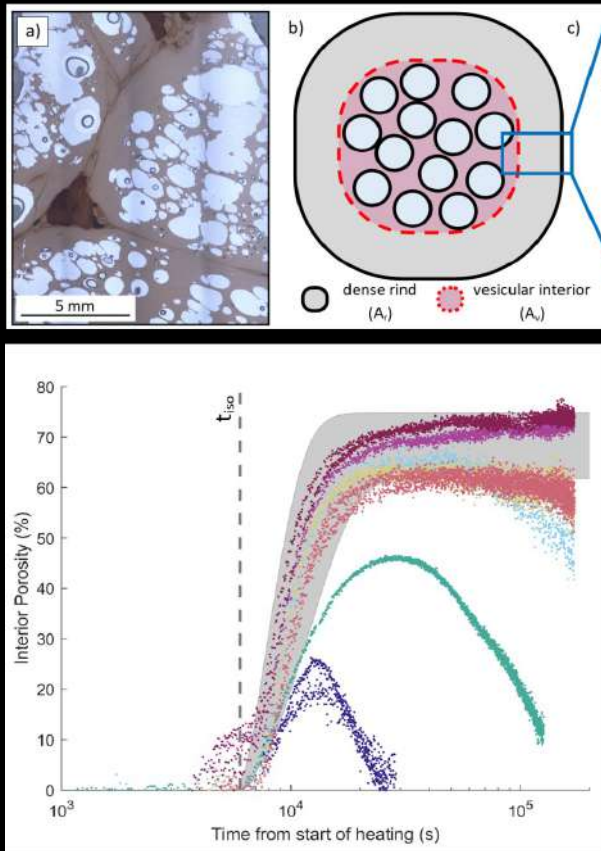 a)
5 mm
b)
c)
dense rind
(Aᵣ)
vesicular interior
(Aᵥ)
80
70
60
50
40
30
20
10
0
Interior Porosity (%)
tᵢₛₒ
10³
10⁴
10⁵
Time from start of heating (s)